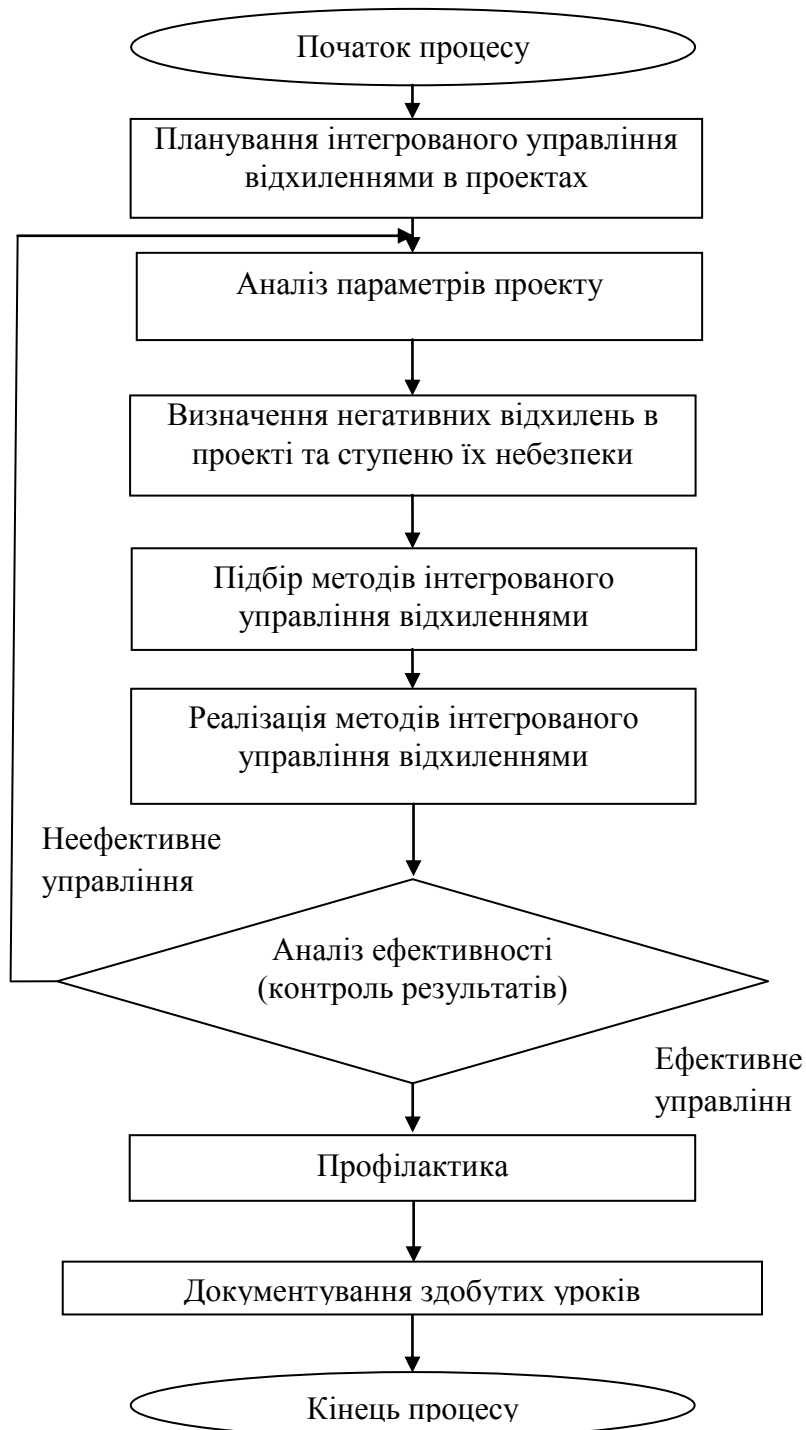 Початок процесу
Планування інтегрованого управління
відхиленнями в проектах
Аналіз параметрів проекту
Визначення негативних відхилень в
проекті та ступеню їх небезпеки
Підбір методів інтегрованого
управління відхиленнями
Реалізація методів інтегрованого
управління відхиленнями
Неефективне
управління
Аналіз ефективності
(контроль результатів)
Ефективне
управлінн
Профілактика
Документування здобутих уроків
Кінець процесу